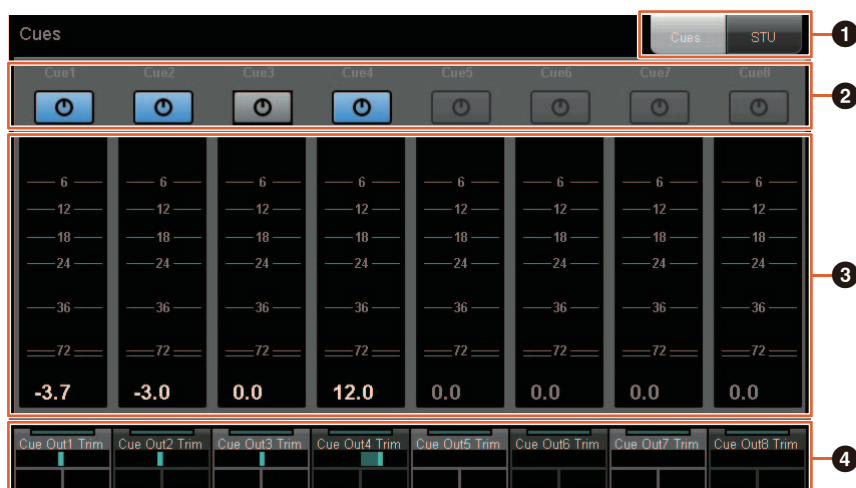 Cues Cues STU 1
Cue1 Cue2 Cue3 Cue4 Cue5 Cue6 Cue7 Cue8
2
6 6 6 6 6 6 6 6
12 12 12 12 12 12 12 12
18 18 18 18 18 18 18 18
24 24 24 24 24 24 24 24
3
36 36 36 36 36 36 36 36
72 72 72 72 72 72 72 72
-3.7 -3.0 0.0 12.0 0.0 0.0 0.0 0.0
Cue Out1 Trim Cue Out2 Trim Cue Out3 Trim Cue Out4 Trim Cue Out5 Trim Cue Out6 Trim Cue Out7 Trim Cue Out8 Trim
4